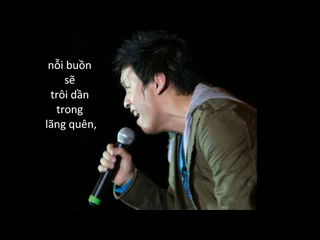 nỗi buồn
sẽ
trôi dần
trong
lãng quên,